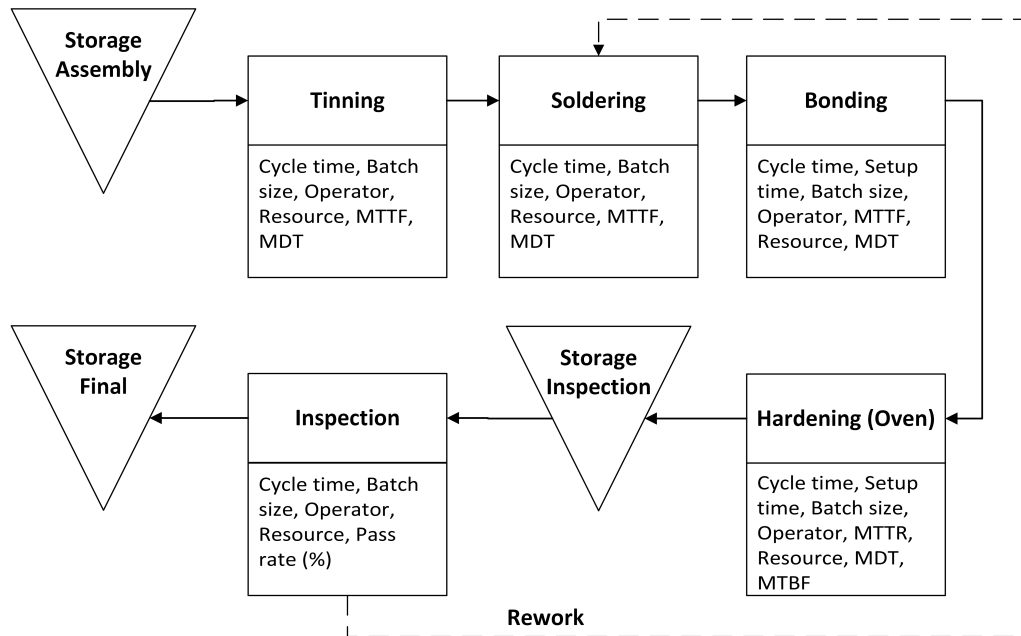 Storage
Assembly
Tinning
Cycle time, Batch
size, Operator,
Resource, MTTF,
MDT
Soldering
Cycle time, Batch
size, Operator,
Resource, MTTF,
MDT
Bonding
Cycle time, Setup
time, Batch size,
Operator, MTTF,
Resource, MDT
Storage
Final
Inspection
Cycle time, Batch
size, Operator,
Resource, Pass
rate (%)
Storage
Inspection
Hardening (Oven)
Cycle time, Setup
time, Batch size,
Operator, MTTR,
Resource, MDT,
MTBF
Rework